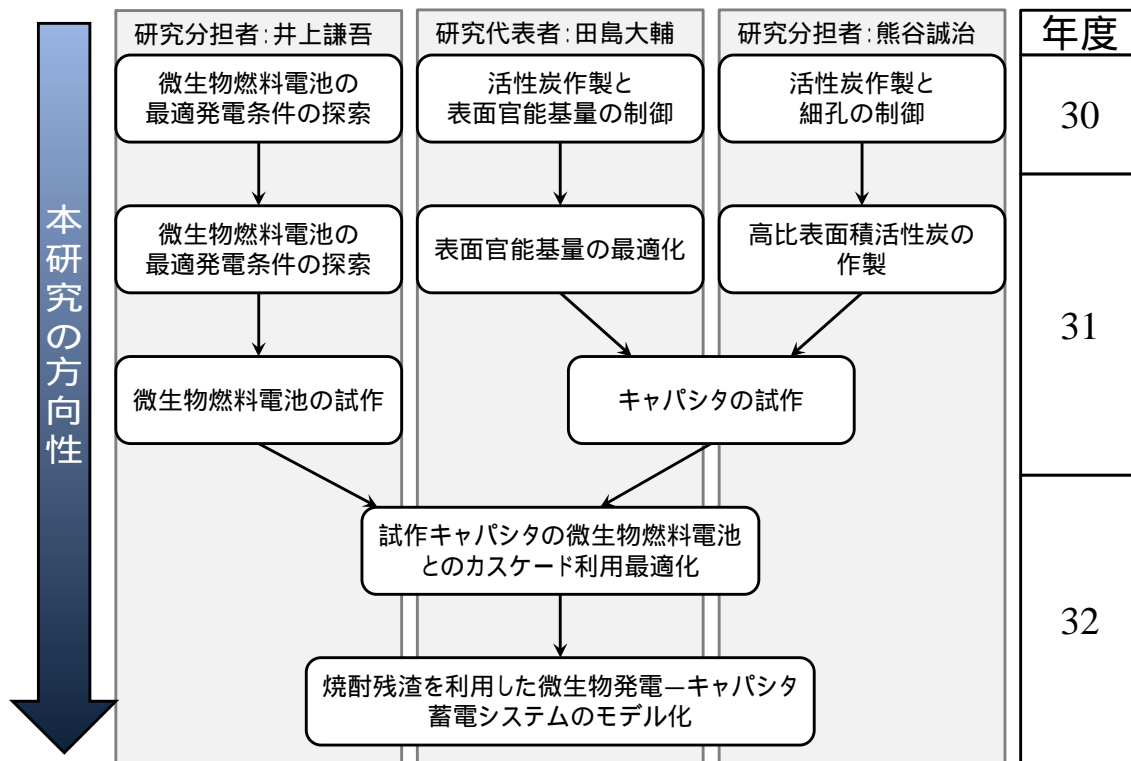 本研究の方向性
研究分担者:井上謙吾
研究代表者:田島大輔
研究分担者:熊谷誠治
年度
微生物燃料電池の
最適発電条件の探索
活性炭作製と
表面官能基量の制御
活性炭作製と
細孔の制御
30
微生物燃料電池の
最適発電条件の探索
表面官能基量の最適化
高比表面積活性炭の
作製
31
微生物燃料電池の試作
キャパシタの試作
試作キャパシタの微生物燃料電池
とのカスケード利用最適化
32
焼酎残渣を利用した微生物発電—キャパシタ
蓄電システムのモデル化